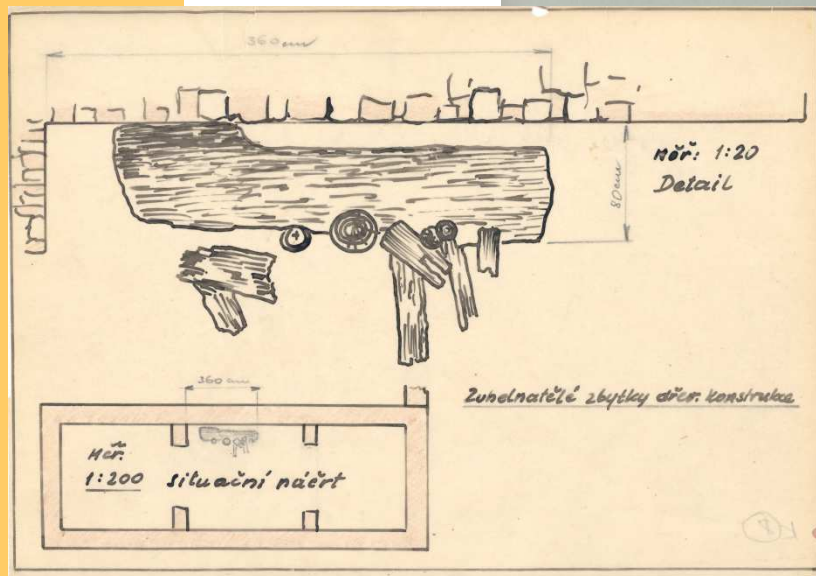 360 cm
Měř: 1:20
Detail
80 cm
Zuhelnatělé zbytky dřev. konstrukce
360 cm
Měř.
1:200 situační náčrt